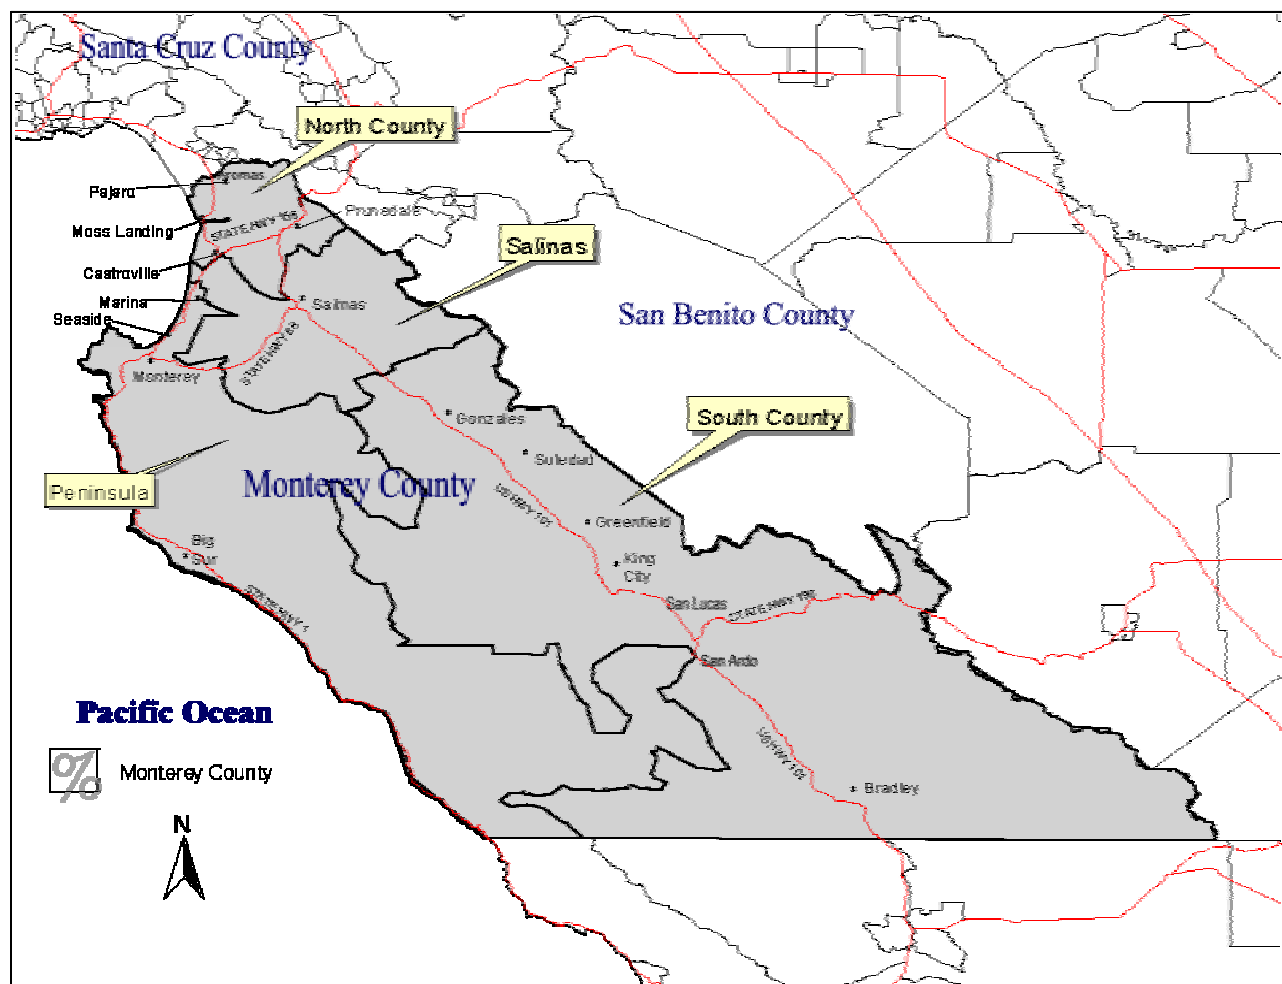 Santa Cruz County
North County
Aromas
Pajaro
Prunedale
Moss Landing
STATE HWY 156
Salinas
Castroville
Marina
Salinas
San Benito County
Seaside
STATE HWY 68
Monterey
Gonzales
South County
Soledad
Peninsula
Monterey County
US HWY 101
Greenfield
Big
Sur
King
City
STATE HWY 1
San Lucas
STATE HWY 198
San Ardo
Pacific Ocean
US HWY 101
% Monterey County
Bradley
N